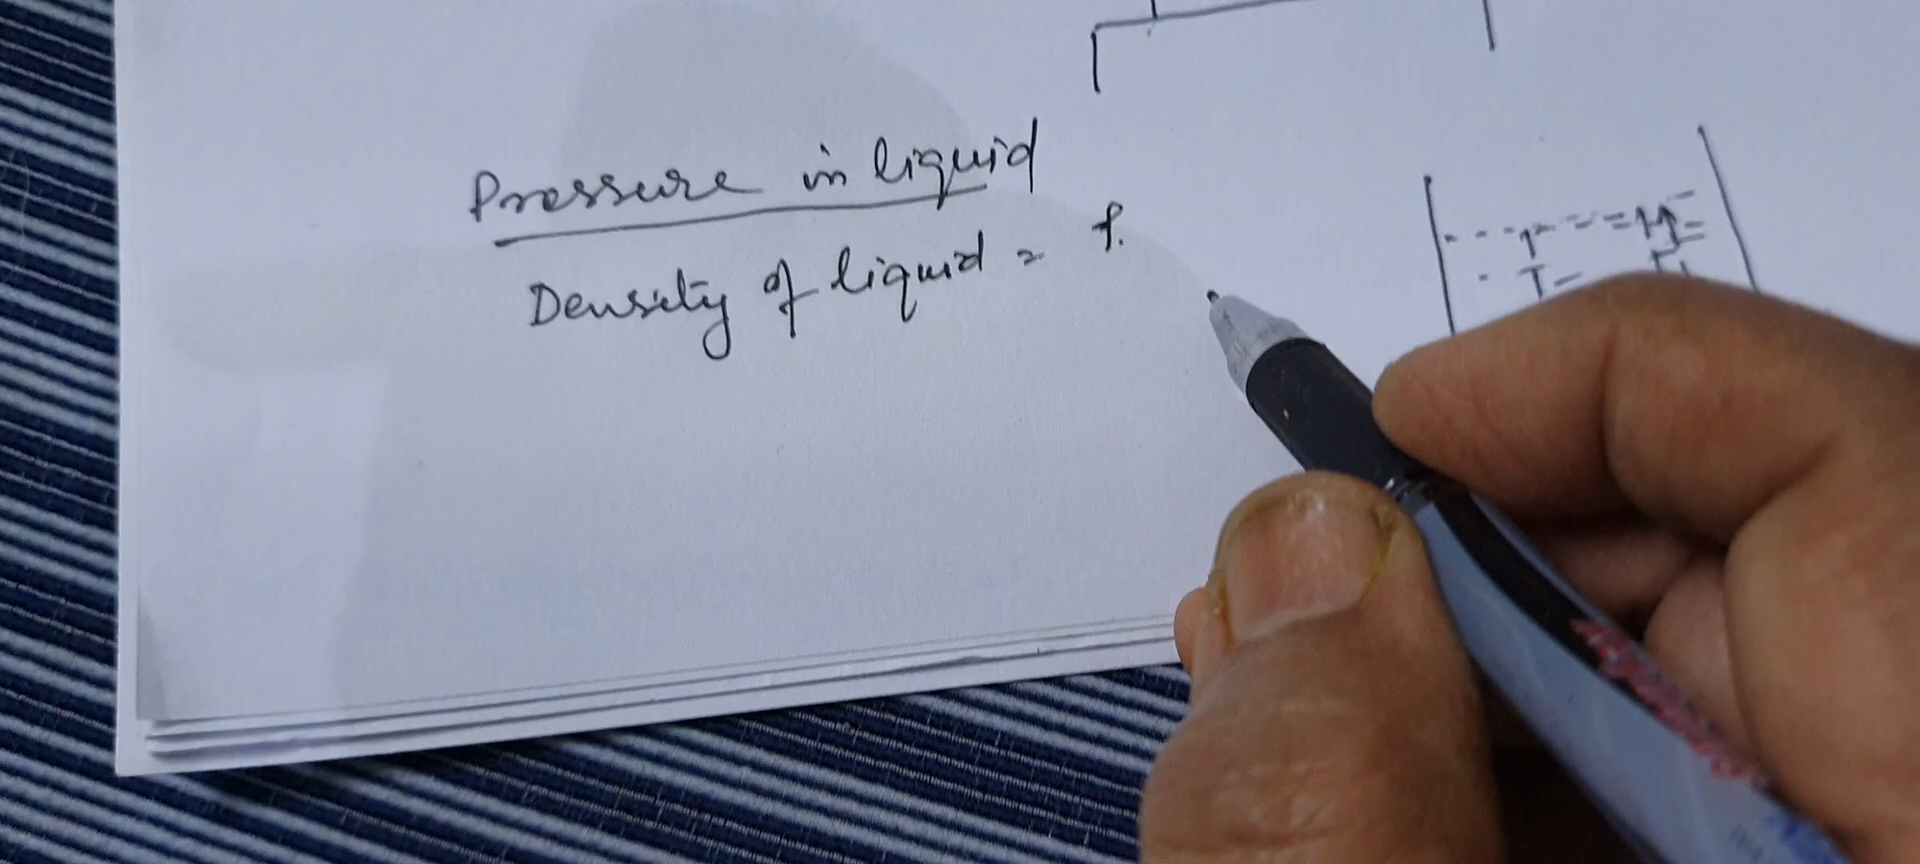 Pressure in liquid
Density of liquid = ρ.